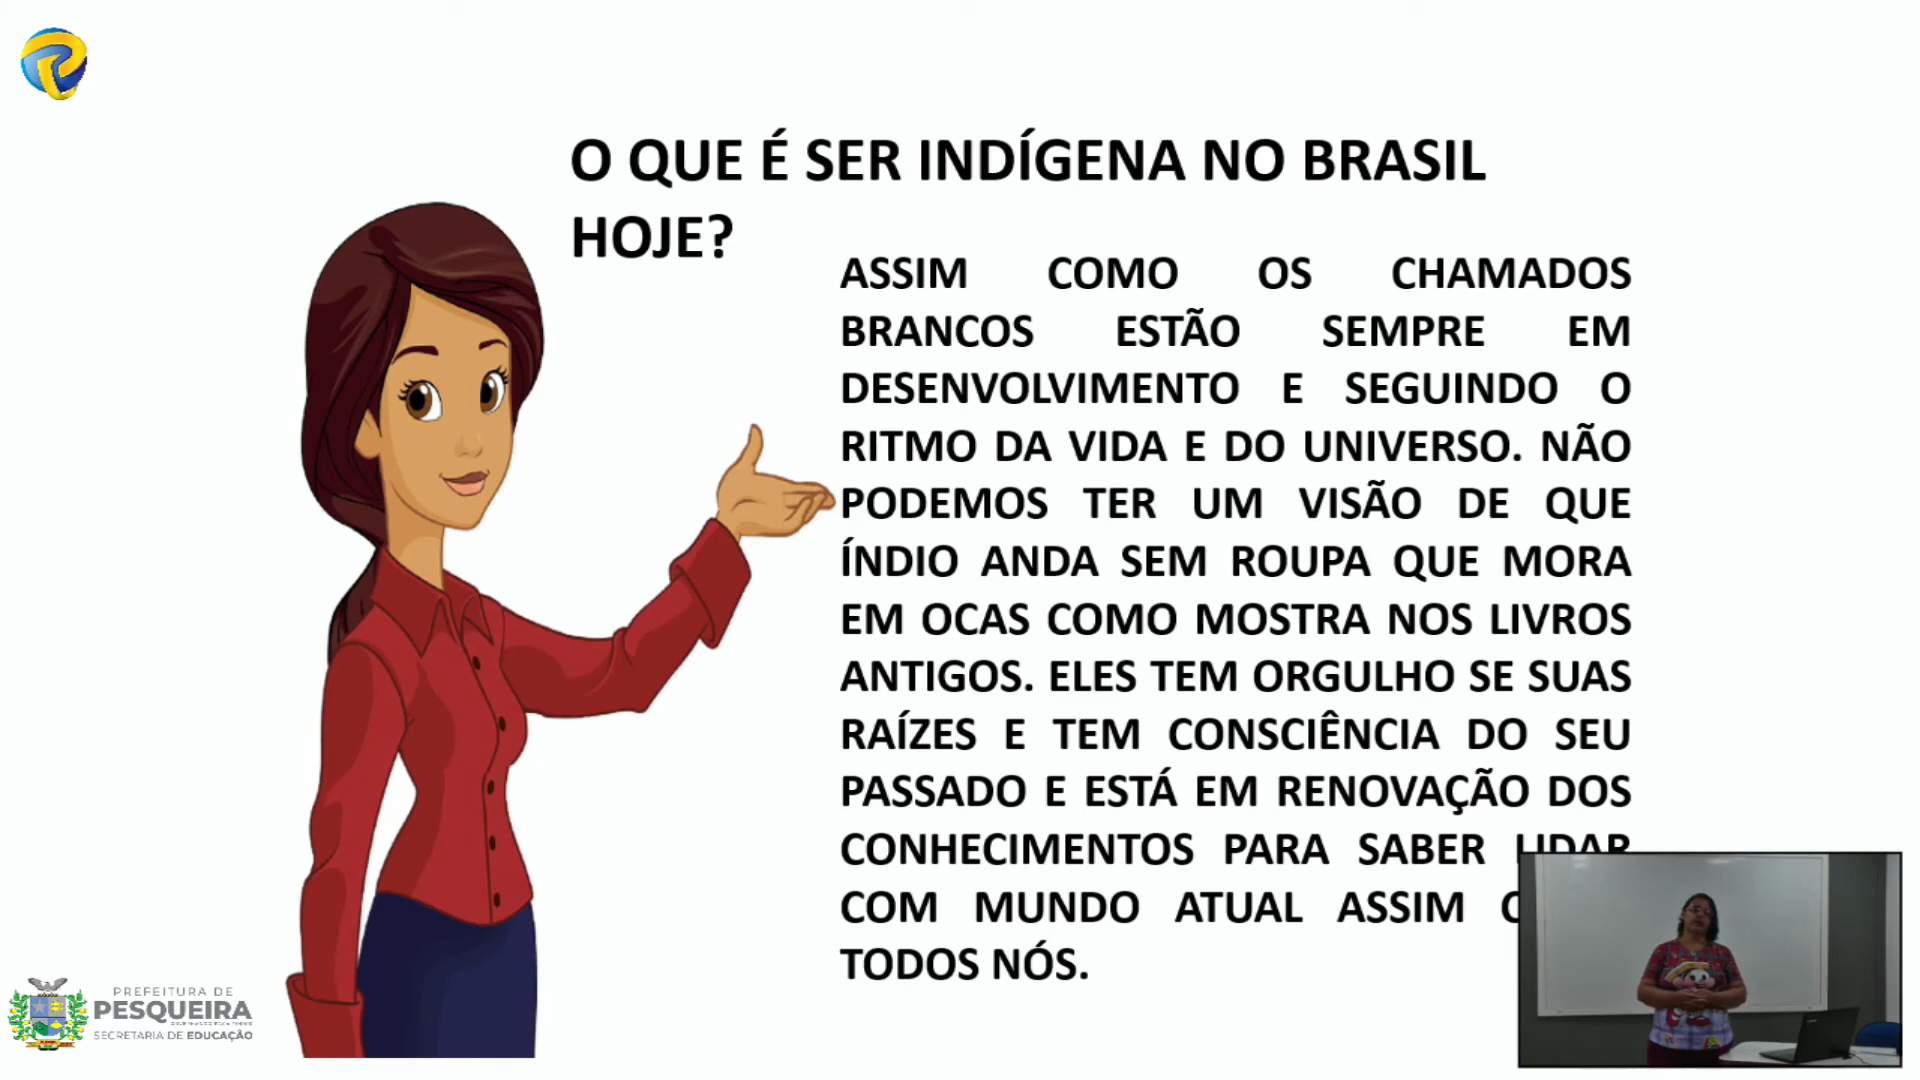 O QUE É SER INDÍGENA NO BRASIL
HOJE?
ASSIM COMO OS CHAMADOS
BRANCOS ESTÃO SEMPRE EM
DESENVOLVIMENTO E SEGUINDO O
RITMO DA VIDA E DO UNIVERSO. NÃO
PODEMOS TER UM VISÃO DE QUE
ÍNDIO ANDA SEM ROUPA QUE MORA
EM OCAS COMO MOSTRA NOS LIVROS
ANTIGOS. ELES TEM ORGULHO SE SUAS
RAÍZES E TEM CONSCIÊNCIA DO SEU
PASSADO E ESTÁ EM RENOVAÇÃO DOS
CONHECIMENTOS PARA SABER LIDAR
COM MUNDO ATUAL ASSIM
TODOS NÓS.
PREFEITURA DE
PESQUEIRA
SECRETARIA DE EDUCAÇÃO